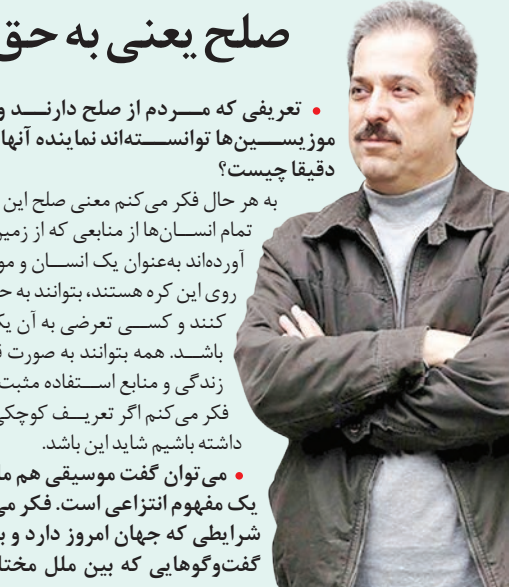 صلح یعنی به حق
• تعریفی که مردم از صلح دارند و
موزیسین‌ها توانسته‌اند نماینده آنها
دقیقا چیست؟
به هر حال فکر می‌کنم معنی صلح این
تمام انسان‌ها از منابعی که از زمین
آورده‌اند به‌عنوان یک انسان و مو
روی این کره هستند، بتوانند به ح
کنند و کسی تعرضی به آن یک
باشد. همه بتوانند به صورت
زندگی و منابع استفاده مثبت
فکر می‌کنم اگر تعریف کوچکی
داشته باشیم شاید این باشد.
• می‌توان گفت موسیقی هم ما
یک مفهوم انتزاعی است. فکر می
شرایطی که جهان امروز دارد و ب
گفت‌وگوهایی که بین ملل مختل